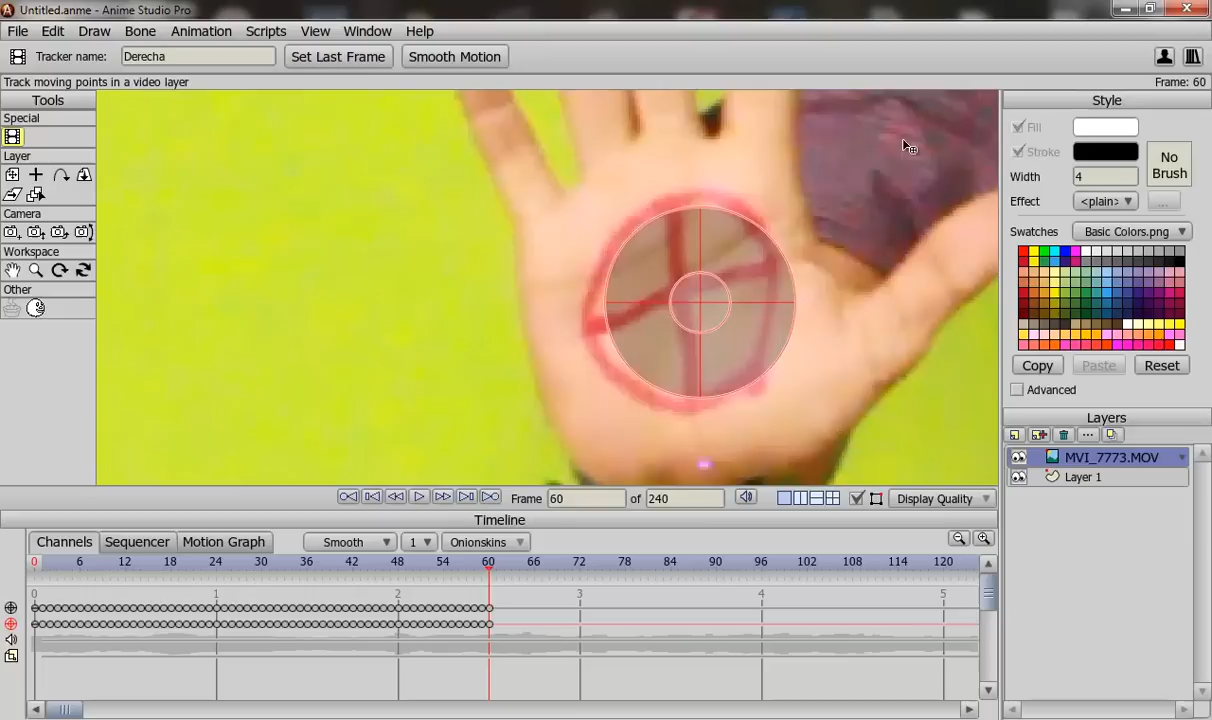 Untitled.anme - Anime Studio Pro
File Edit Draw Bone Animation Scripts View Window Help
Tracker name: Derecha Set Last Frame Smooth Motion
Track moving points in a video layer Frame: 60
Tools
Special
Layer
Camera
Workspace
Other
Style
Fill
Stroke
No Brush
Width 4
Effect <plain> ...
Swatches Basic Colors.png
Copy Paste Reset
Advanced
Layers
MVI_7773.MOV
Layer 1
Frame 60 of 240 Display Quality
Timeline
Channels Sequencer Motion Graph Smooth 1 Onionskins
0 6 12 18 24 30 36 42 48 54 60 66 72 78 84 90 96 102 108 114 120
0 1 2 3 4 5